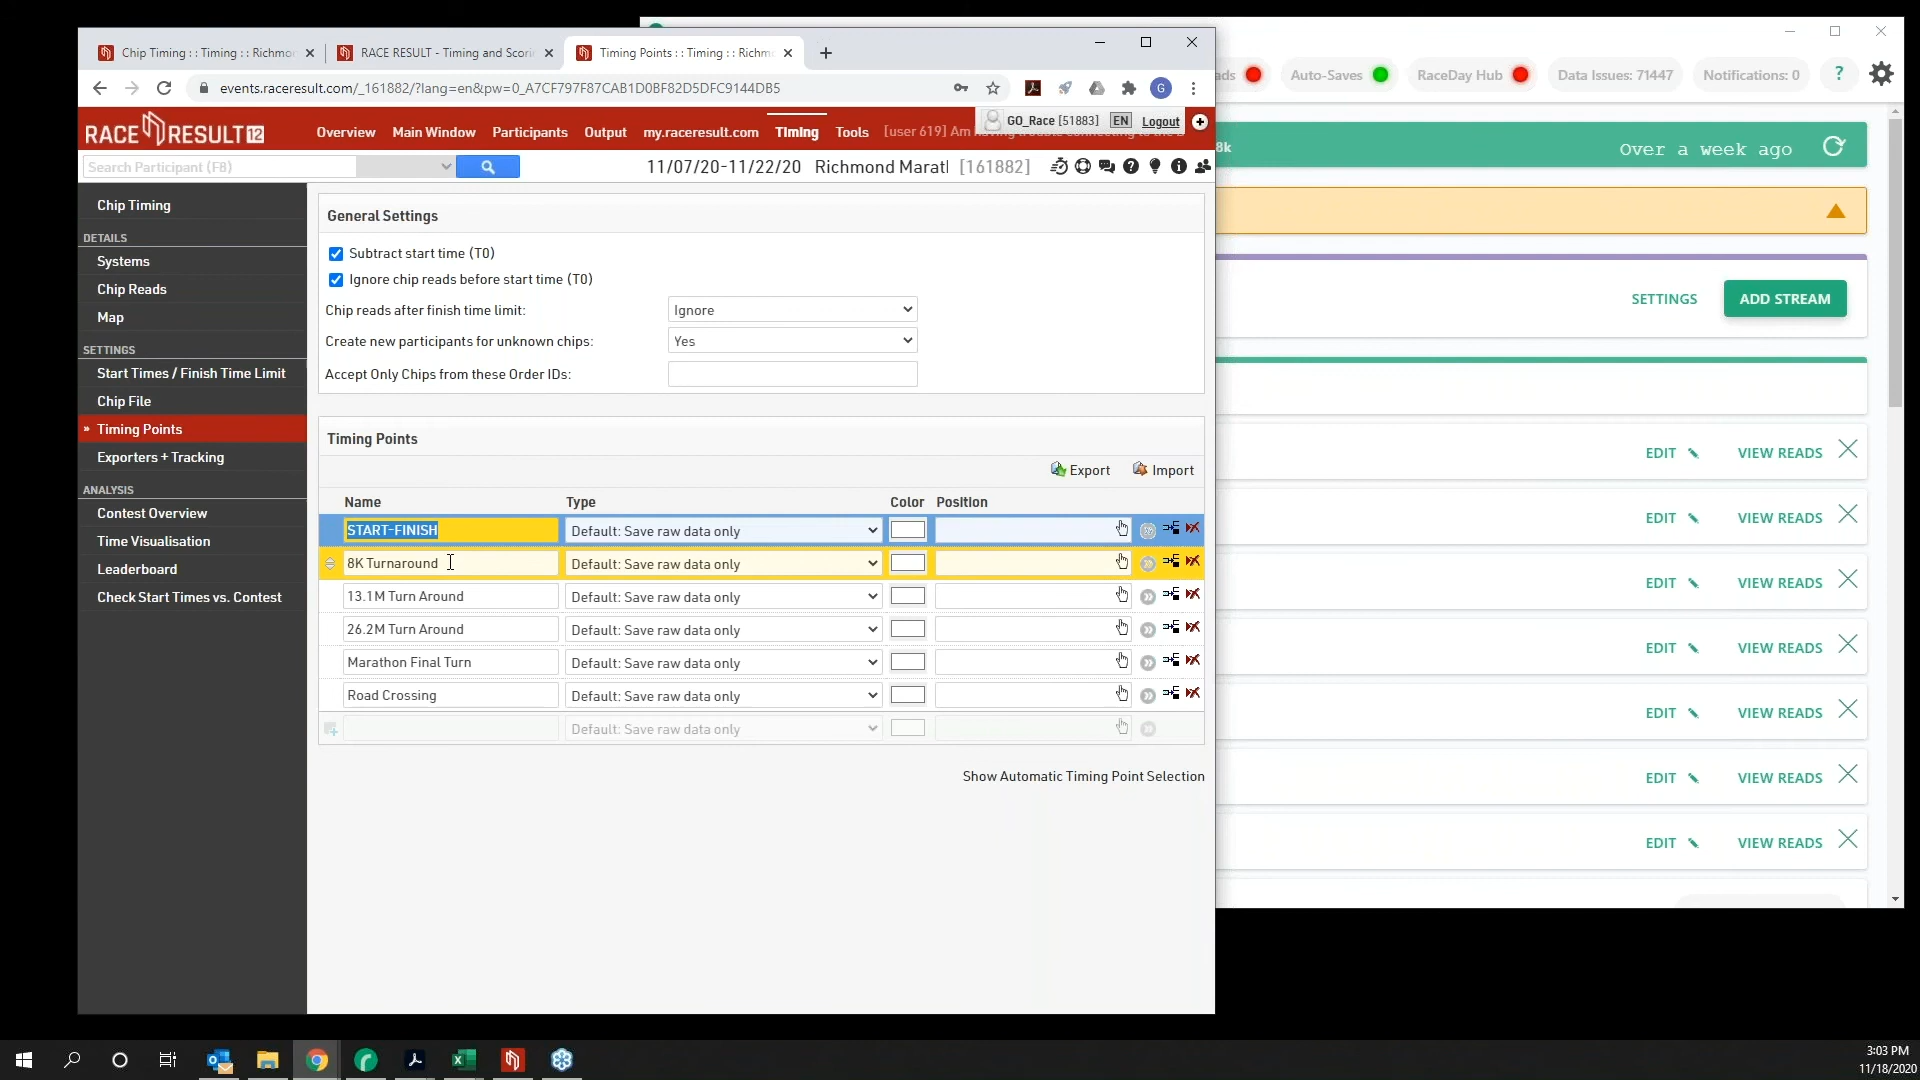 Chip Timing : : Timing : : Richmo
RACE RESULT - Timing and Scori
Timing Points : : Timing : : Richm
events.raceresult.com/_161882/?lang=en&pw=0_A7CF797F87CAB1D0BF82D5DFC9144DB5
G
RACE RESULT 12
Overview
Main Window
Participants
Output
my.raceresult.com
Timing
Tools
[user 619] Am having trouble connecting to the
GO_Race [51883]
EN
Logout
Search Participant (F8)
11/07/20-11/22/20
Richmond Marat
[161882]
Chip Timing
DETAILS
Systems
Chip Reads
Map
SETTINGS
Start Times / Finish Time Limit
Chip File
» Timing Points
Exporters + Tracking
ANALYSIS
Contest Overview
Time Visualisation
Leaderboard
Check Start Times vs. Contest
General Settings
Subtract start time (T0)
Ignore chip reads before start time (T0)
Chip reads after finish time limit:
Ignore
Create new participants for unknown chips:
Yes
Accept Only Chips from these Order IDs:
Timing Points
Export
Import
Name
Type
Color
Position
START-FINISH
Default: Save raw data only
8K Turnaround
Default: Save raw data only
13.1M Turn Around
Default: Save raw data only
26.2M Turn Around
Default: Save raw data only
Marathon Final Turn
Default: Save raw data only
Road Crossing
Default: Save raw data only
Default: Save raw data only
Show Automatic Timing Point Selection
ads
Auto-Saves
RaceDay Hub
Data Issues: 71447
Notifications: 0
?
8k
Over a week ago
SETTINGS
ADD STREAM
EDIT
VIEW READS
EDIT
VIEW READS
EDIT
VIEW READS
EDIT
VIEW READS
EDIT
VIEW READS
EDIT
VIEW READS
EDIT
VIEW READS
3:03 PM
11/18/2020